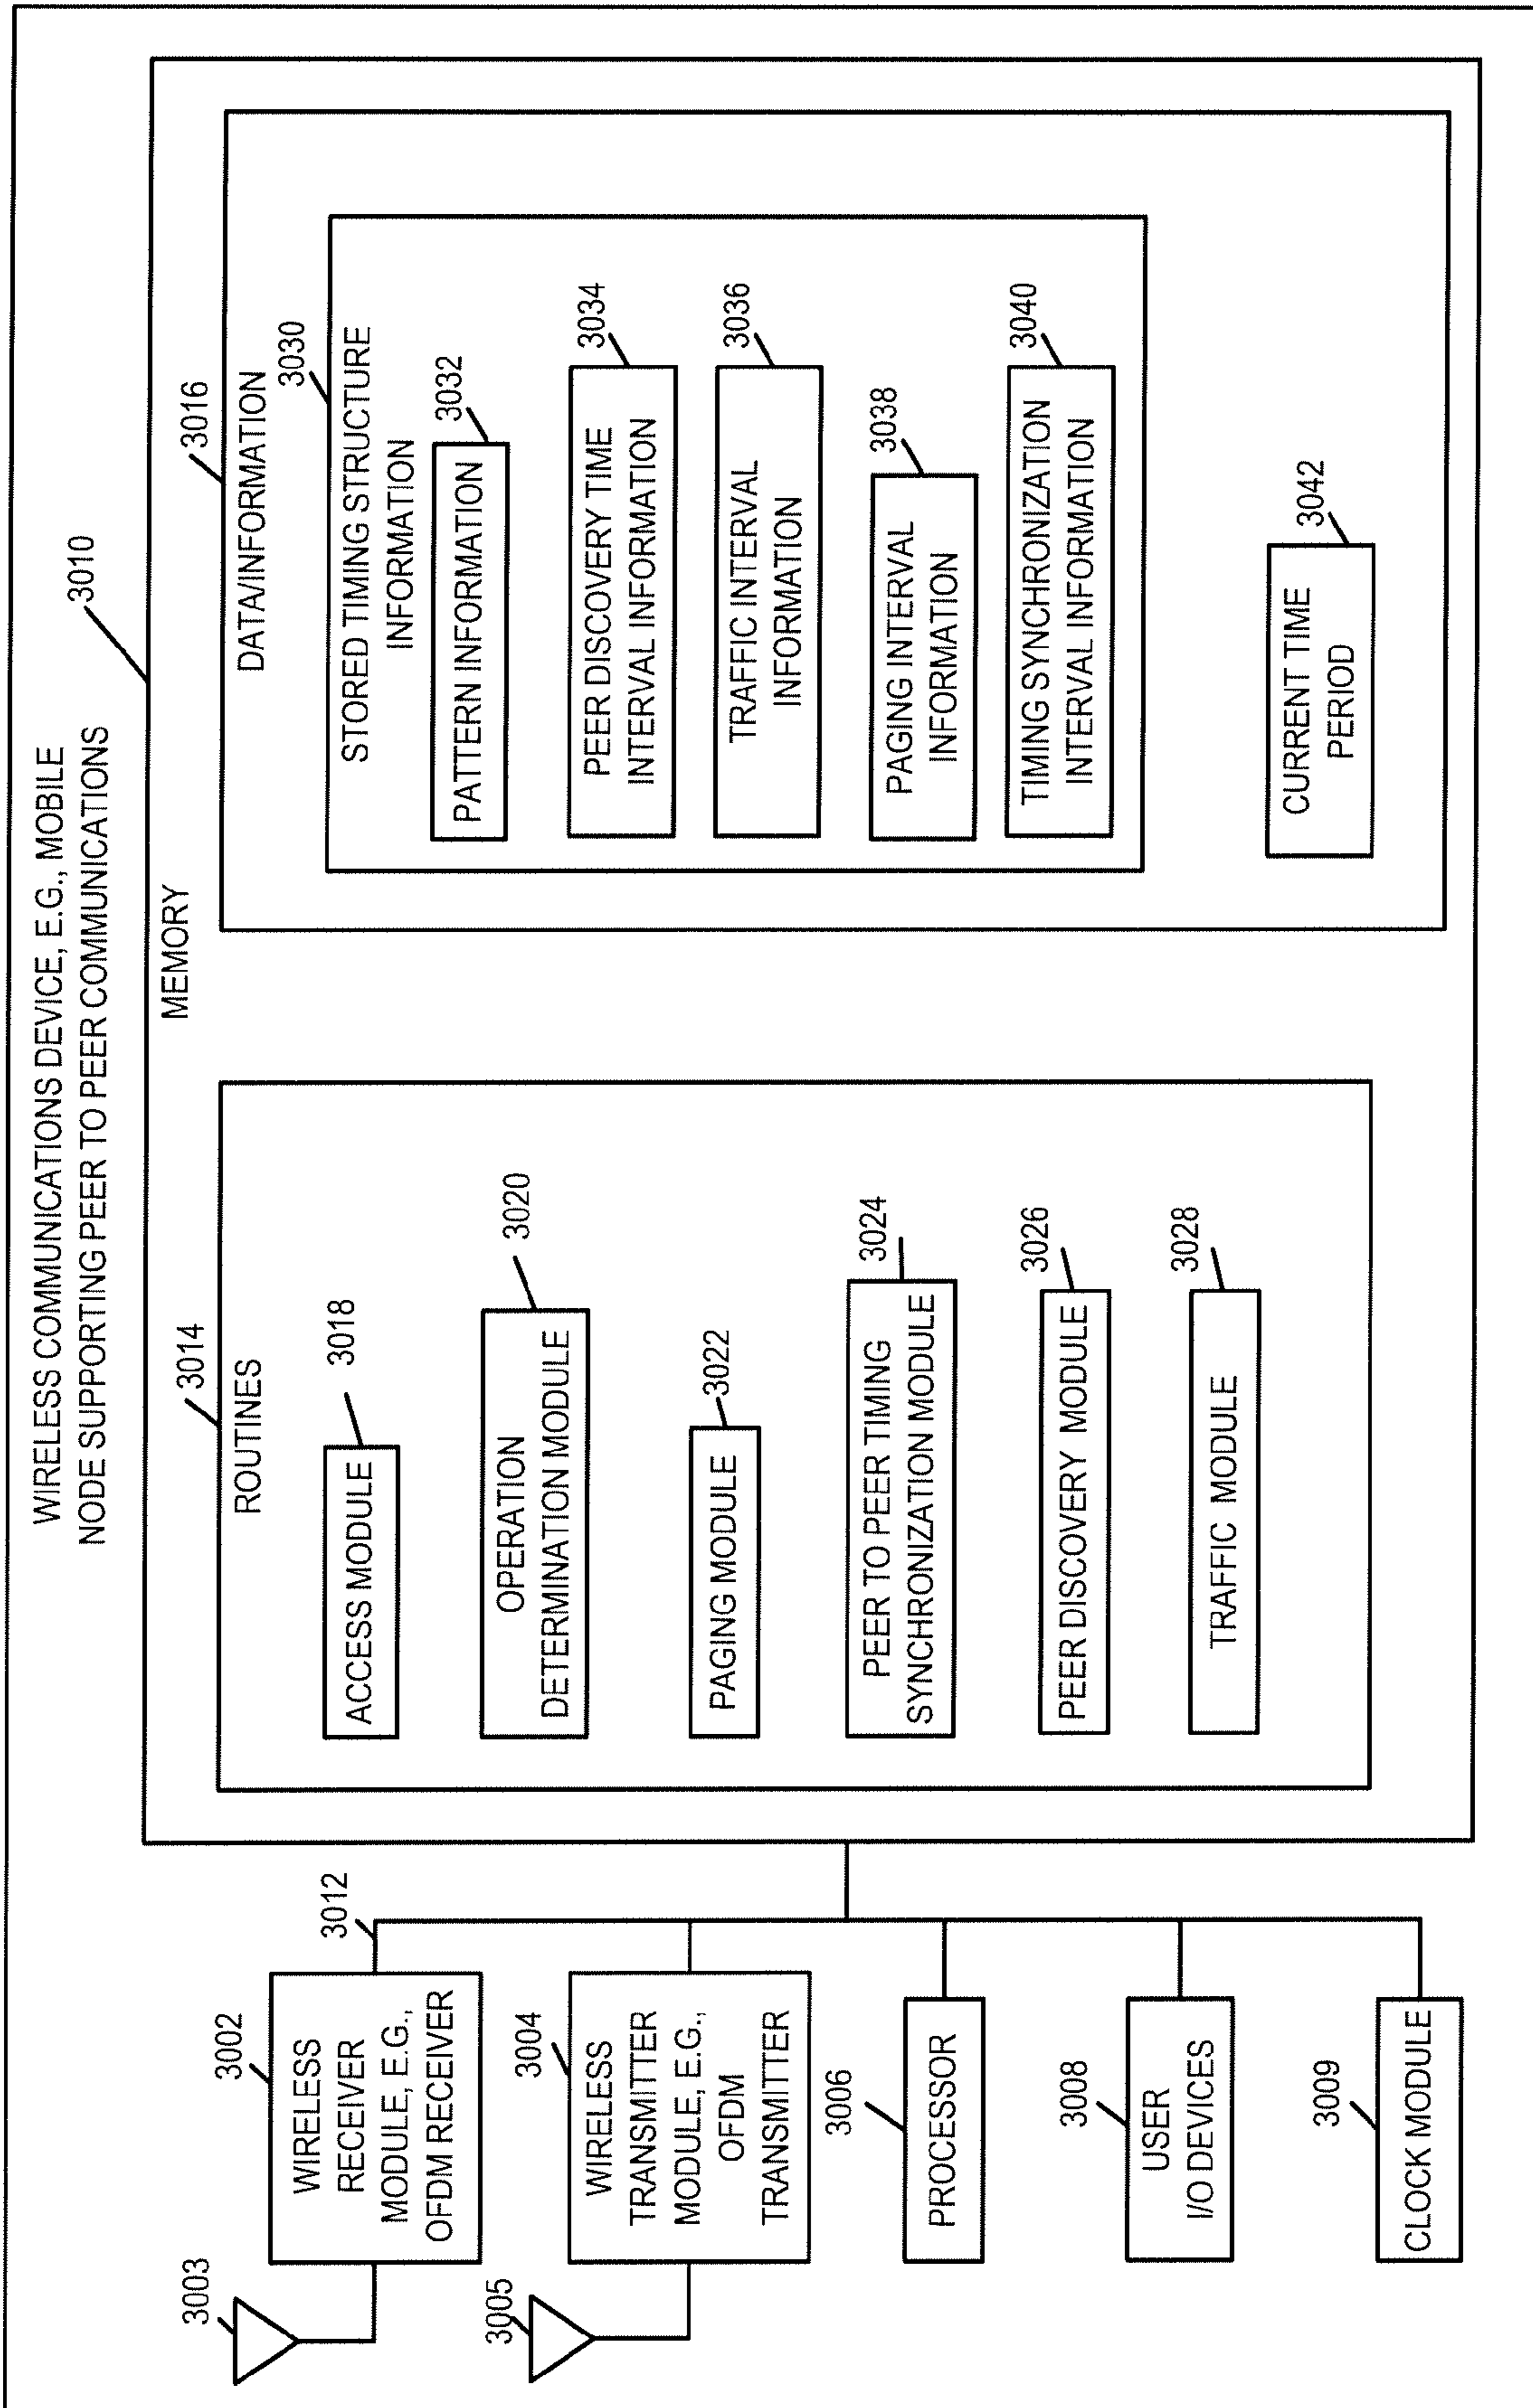 WIRELESS COMMUNICATIONS DEVICE, E.G., MOBILE
NODE SUPPORTING PEER TO PEER COMMUNICATIONS
3010
MEMORY
3003
3002
WIRELESS
RECEIVER
MODULE, E.G.,
OFDM RECEIVER
3012
3005
3004
WIRELESS
TRANSMITTER
MODULE, E.G.,
OFDM
TRANSMITTER
3006
PROCESSOR
3008
USER
I/O DEVICES
3009
CLOCK MODULE
3014
ROUTINES
3018
ACCESS MODULE
3020
OPERATION
DETERMINATION MODULE
3022
PAGING MODULE
3024
PEER TO PEER TIMING
SYNCHRONIZATION MODULE
3026
PEER DISCOVERY MODULE
3028
TRAFFIC MODULE
3016
DATA/INFORMATION
3030
STORED TIMING STRUCTURE
INFORMATION
3032
PATTERN INFORMATION
3034
PEER DISCOVERY TIME
INTERVAL INFORMATION
3036
TRAFFIC INTERVAL
INFORMATION
3038
PAGING INTERVAL
INFORMATION
3040
TIMING SYNCHRONIZATION
INTERVAL INFORMATION
3042
CURRENT TIME
PERIOD